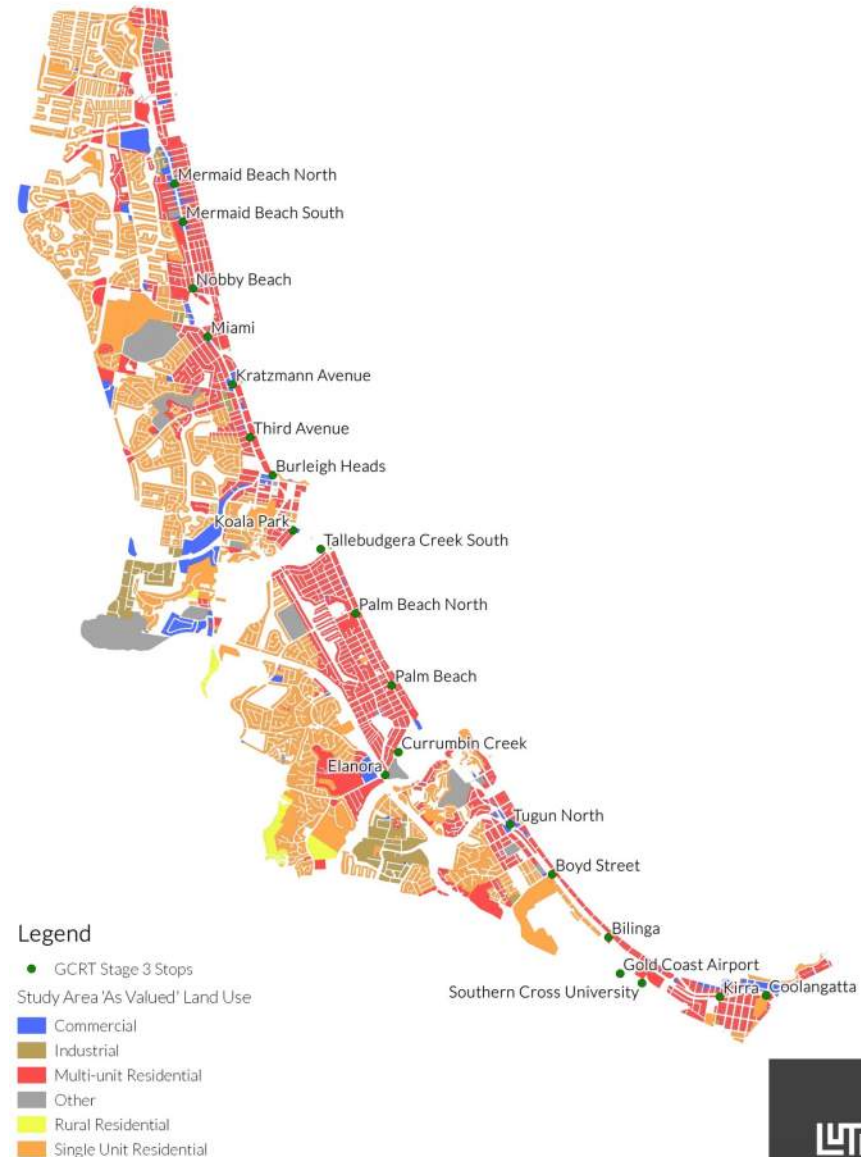 Mermaid Beach North
Mermaid Beach South
Nobby Beach
Miami
Kratzmann Avenue
Third Avenue
Burleigh Heads
Koala Park
Tallebudgera Creek South
Palm Beach North
Palm Beach
Currumbin Creek
Elanora
Tugun North
Boyd Street
Bilinga
Gold Coast Airport
Southern Cross University
Kirra
Coolangatta
Legend
GCRT Stage 3 Stops
Study Area 'As Valued' Land Use
Commercial
Industrial
Multi-unit Residential
Other
Rural Residential
Single Unit Residential